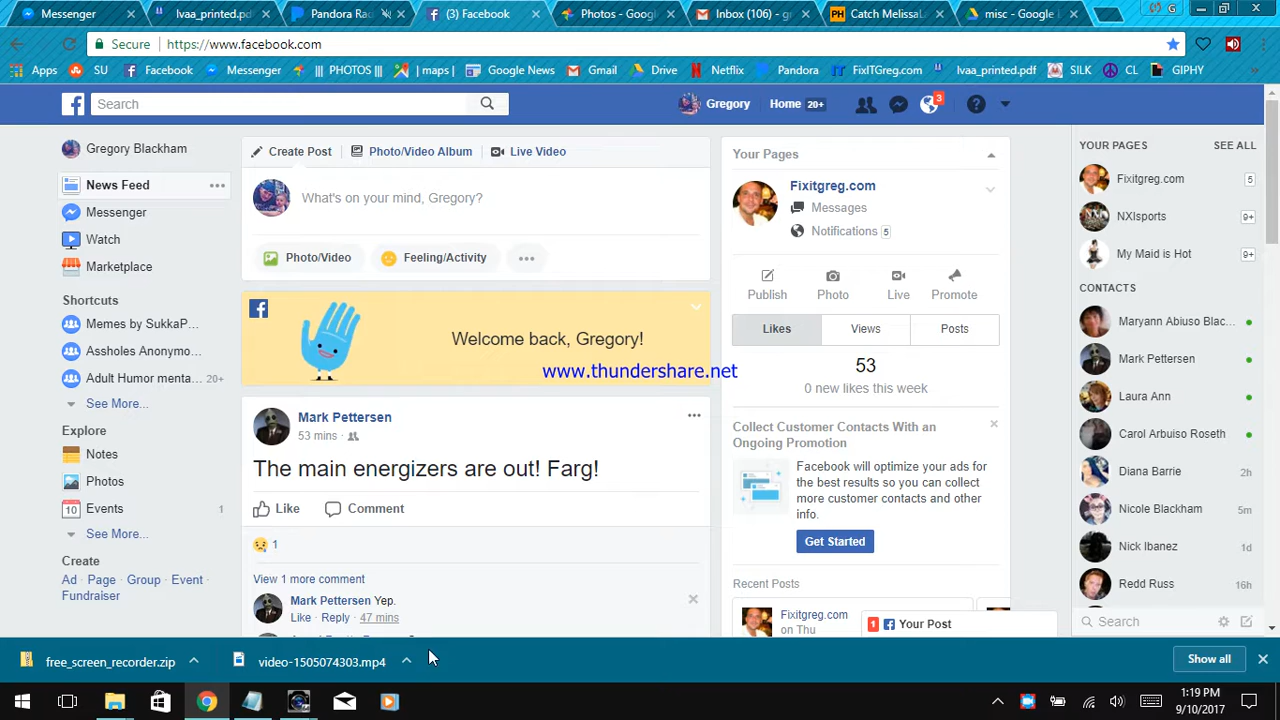 Messenger
lvaa_printed.pdf
Pandora Rad
(3) Facebook
Photos - Goog
Inbox (106) - g
PH Catch MelissaL
misc - Google
G
Secure https://www.facebook.com
Apps SU Facebook Messenger ||| PHOTOS ||| | maps | Google News Gmail Drive Netflix Pandora FixITGreg.com lvaa_printed.pdf SILK CL GIPHY
Search
Gregory Home 20+ 3
Gregory Blackham
News Feed
Messenger
Watch
Marketplace
Shortcuts
Memes by SukkaP...
Assholes Anonymo...
Adult Humor menta... 20+
See More...
Explore
Notes
Photos
10 Events 1
See More...
Create
Ad · Page · Group · Event ·
Fundraiser
Create Post Photo/Video Album Live Video
What's on your mind, Gregory?
Photo/Video Feeling/Activity
Welcome back, Gregory!
www.thundershare.net
Mark Pettersen
53 mins ·
The main energizers are out! Farg!
Like Comment
1
View 1 more comment
Mark Pettersen Yep.
Like · Reply · 47 mins
Your Pages
Fixitgreg.com
Messages
Notifications 5
Publish Photo Live Promote
Likes Views Posts
53
0 new likes this week
Collect Customer Contacts With an
Ongoing Promotion
Facebook will optimize your ads for
the best results so you can collect
more customer contacts and other
info.
Get Started
Recent Posts
Fixitgreg.com
on Thu
1 Your Post
YOUR PAGES SEE ALL
Fixitgreg.com 5
NXIsports 9+
My Maid is Hot 9+
CONTACTS
Maryann Abiuso Blac...
Mark Pettersen
Laura Ann
Carol Arbuiso Roseth
Diana Barrie 2h
Nicole Blackham 5m
Nick Ibanez 1d
Redd Russ 16h
Search
free_screen_recorder.zip
video-1505074303.mp4
Show all
1:19 PM
9/10/2017